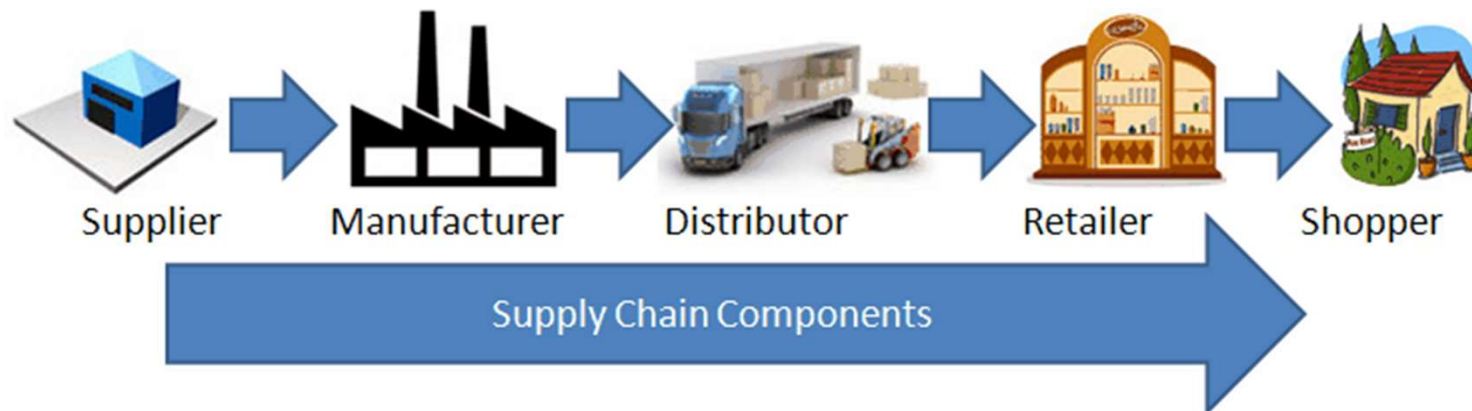 Supplier
Manufacturer
Distributor
Retailer
Shopper
Supply Chain Components